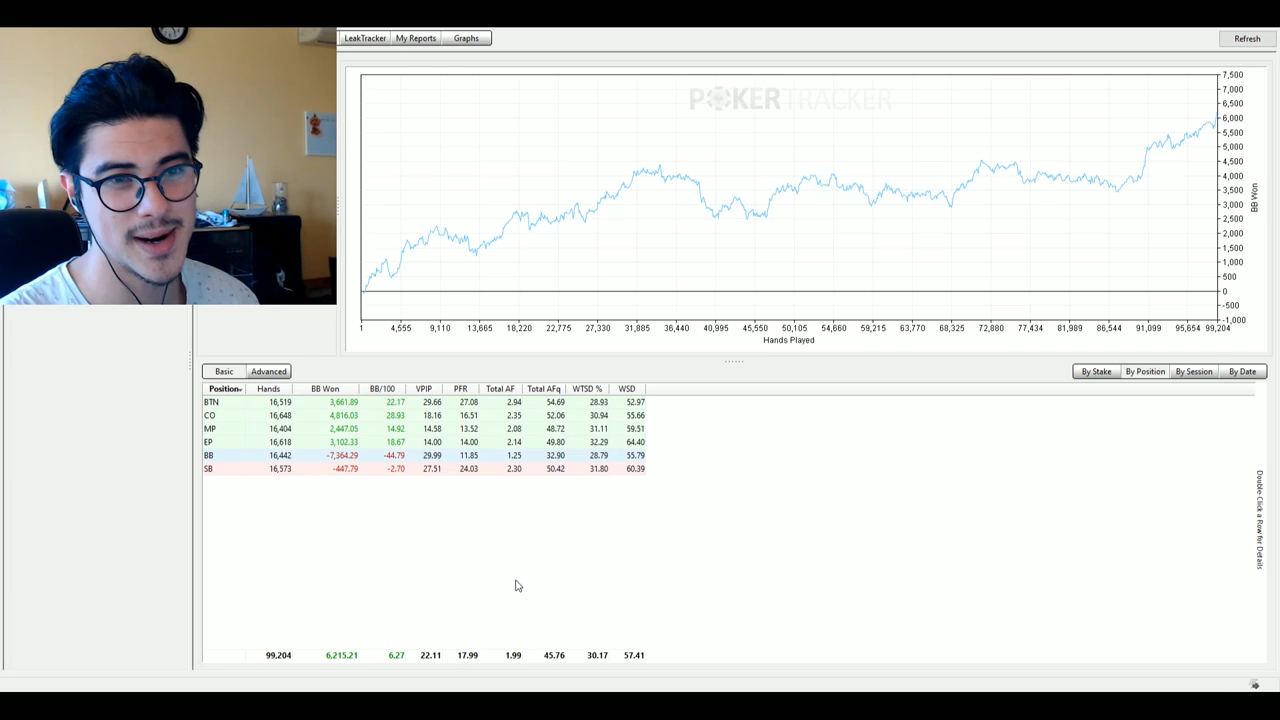 LeakTracker My Reports Graphs Refresh
POKERTRACKER
7,500
7,000
6,500
6,000
5,500
5,000
4,500
4,000
3,500
3,000
2,500
2,000
1,500
1,000
500
0
-500
-1,000
BB Won
1 4,555 9,110 13,665 18,220 22,775 27,330 31,885 36,440 40,995 45,550 50,105 54,660 59,215 63,770 68,325 72,880 77,434 81,989 86,544 91,099 95,654 99,204
Hands Played
Basic Advanced By Stake By Position By Session By Date
Position Hands BB Won BB/100 VPIP PFR Total AF Total AFq WTSD % WSD
BTN 16,519 3,661.89 22.17 29.66 27.08 2.94 54.69 28.93 52.97
CO 16,648 4,816.03 28.93 18.16 16.51 2.35 52.06 30.94 55.66
MP 16,404 2,447.05 14.92 14.58 13.52 2.08 48.72 31.11 59.51
EP 16,618 3,102.33 18.67 14.00 14.00 2.14 49.80 32.29 64.40
BB 16,442 -7,364.29 -44.79 29.99 11.85 1.25 32.90 28.79 55.79
SB 16,573 -447.79 -2.70 27.51 24.03 2.30 50.42 31.80 60.39
Double-Click a Row for Details
99,204 6,215.21 6.27 22.11 17.99 1.99 45.76 30.17 57.41